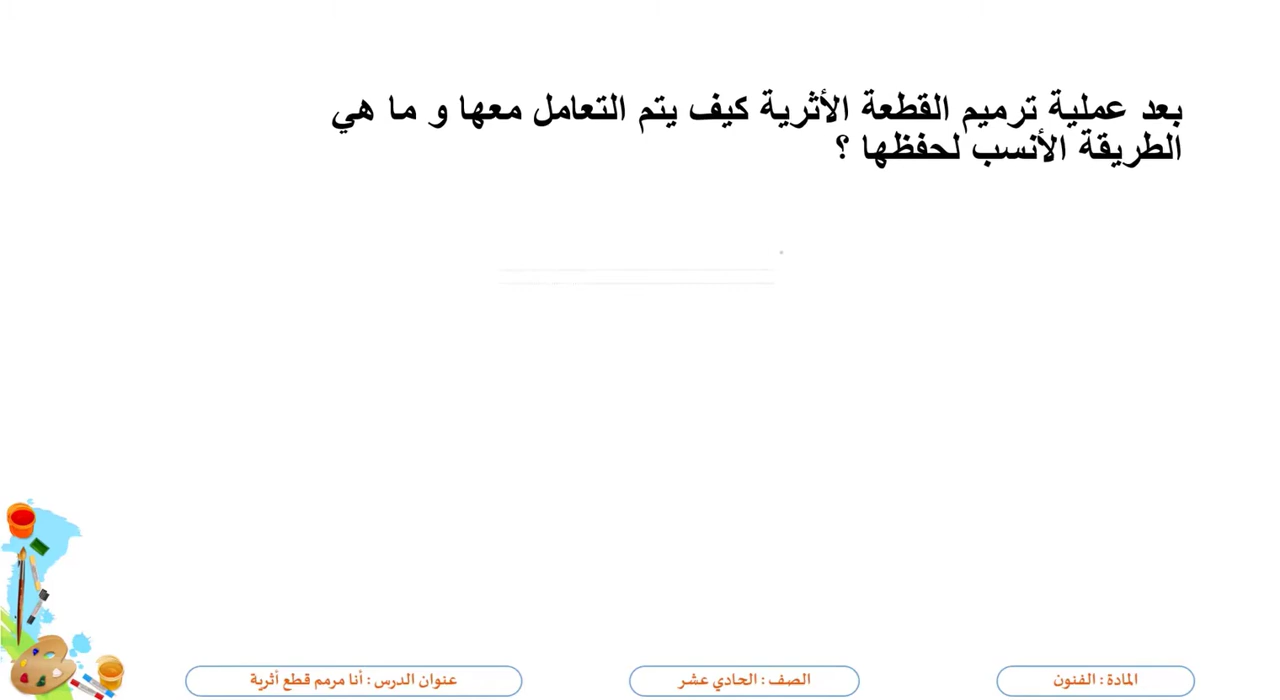 بعد عملية ترميم القطعة الأثرية كيف يتم التعامل معها و ما هي
الطريقة الأنسب لحفظها ؟
المادة : الفنون
الصف : الحادي عشر
عنوان الدرس : أنا مرمم قطع أثرية